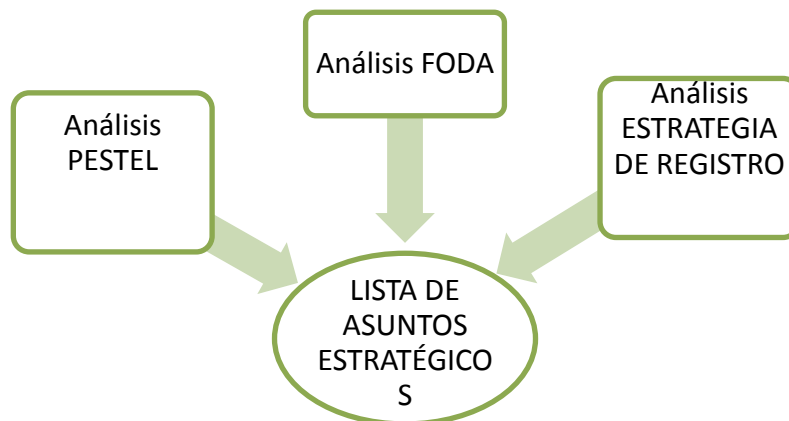 Análisis
PESTEL
Análisis FODA
Análisis
ESTRATEGIA
DE REGISTRO
LISTA DE
ASUNTOS
ESTRATÉGICO
S